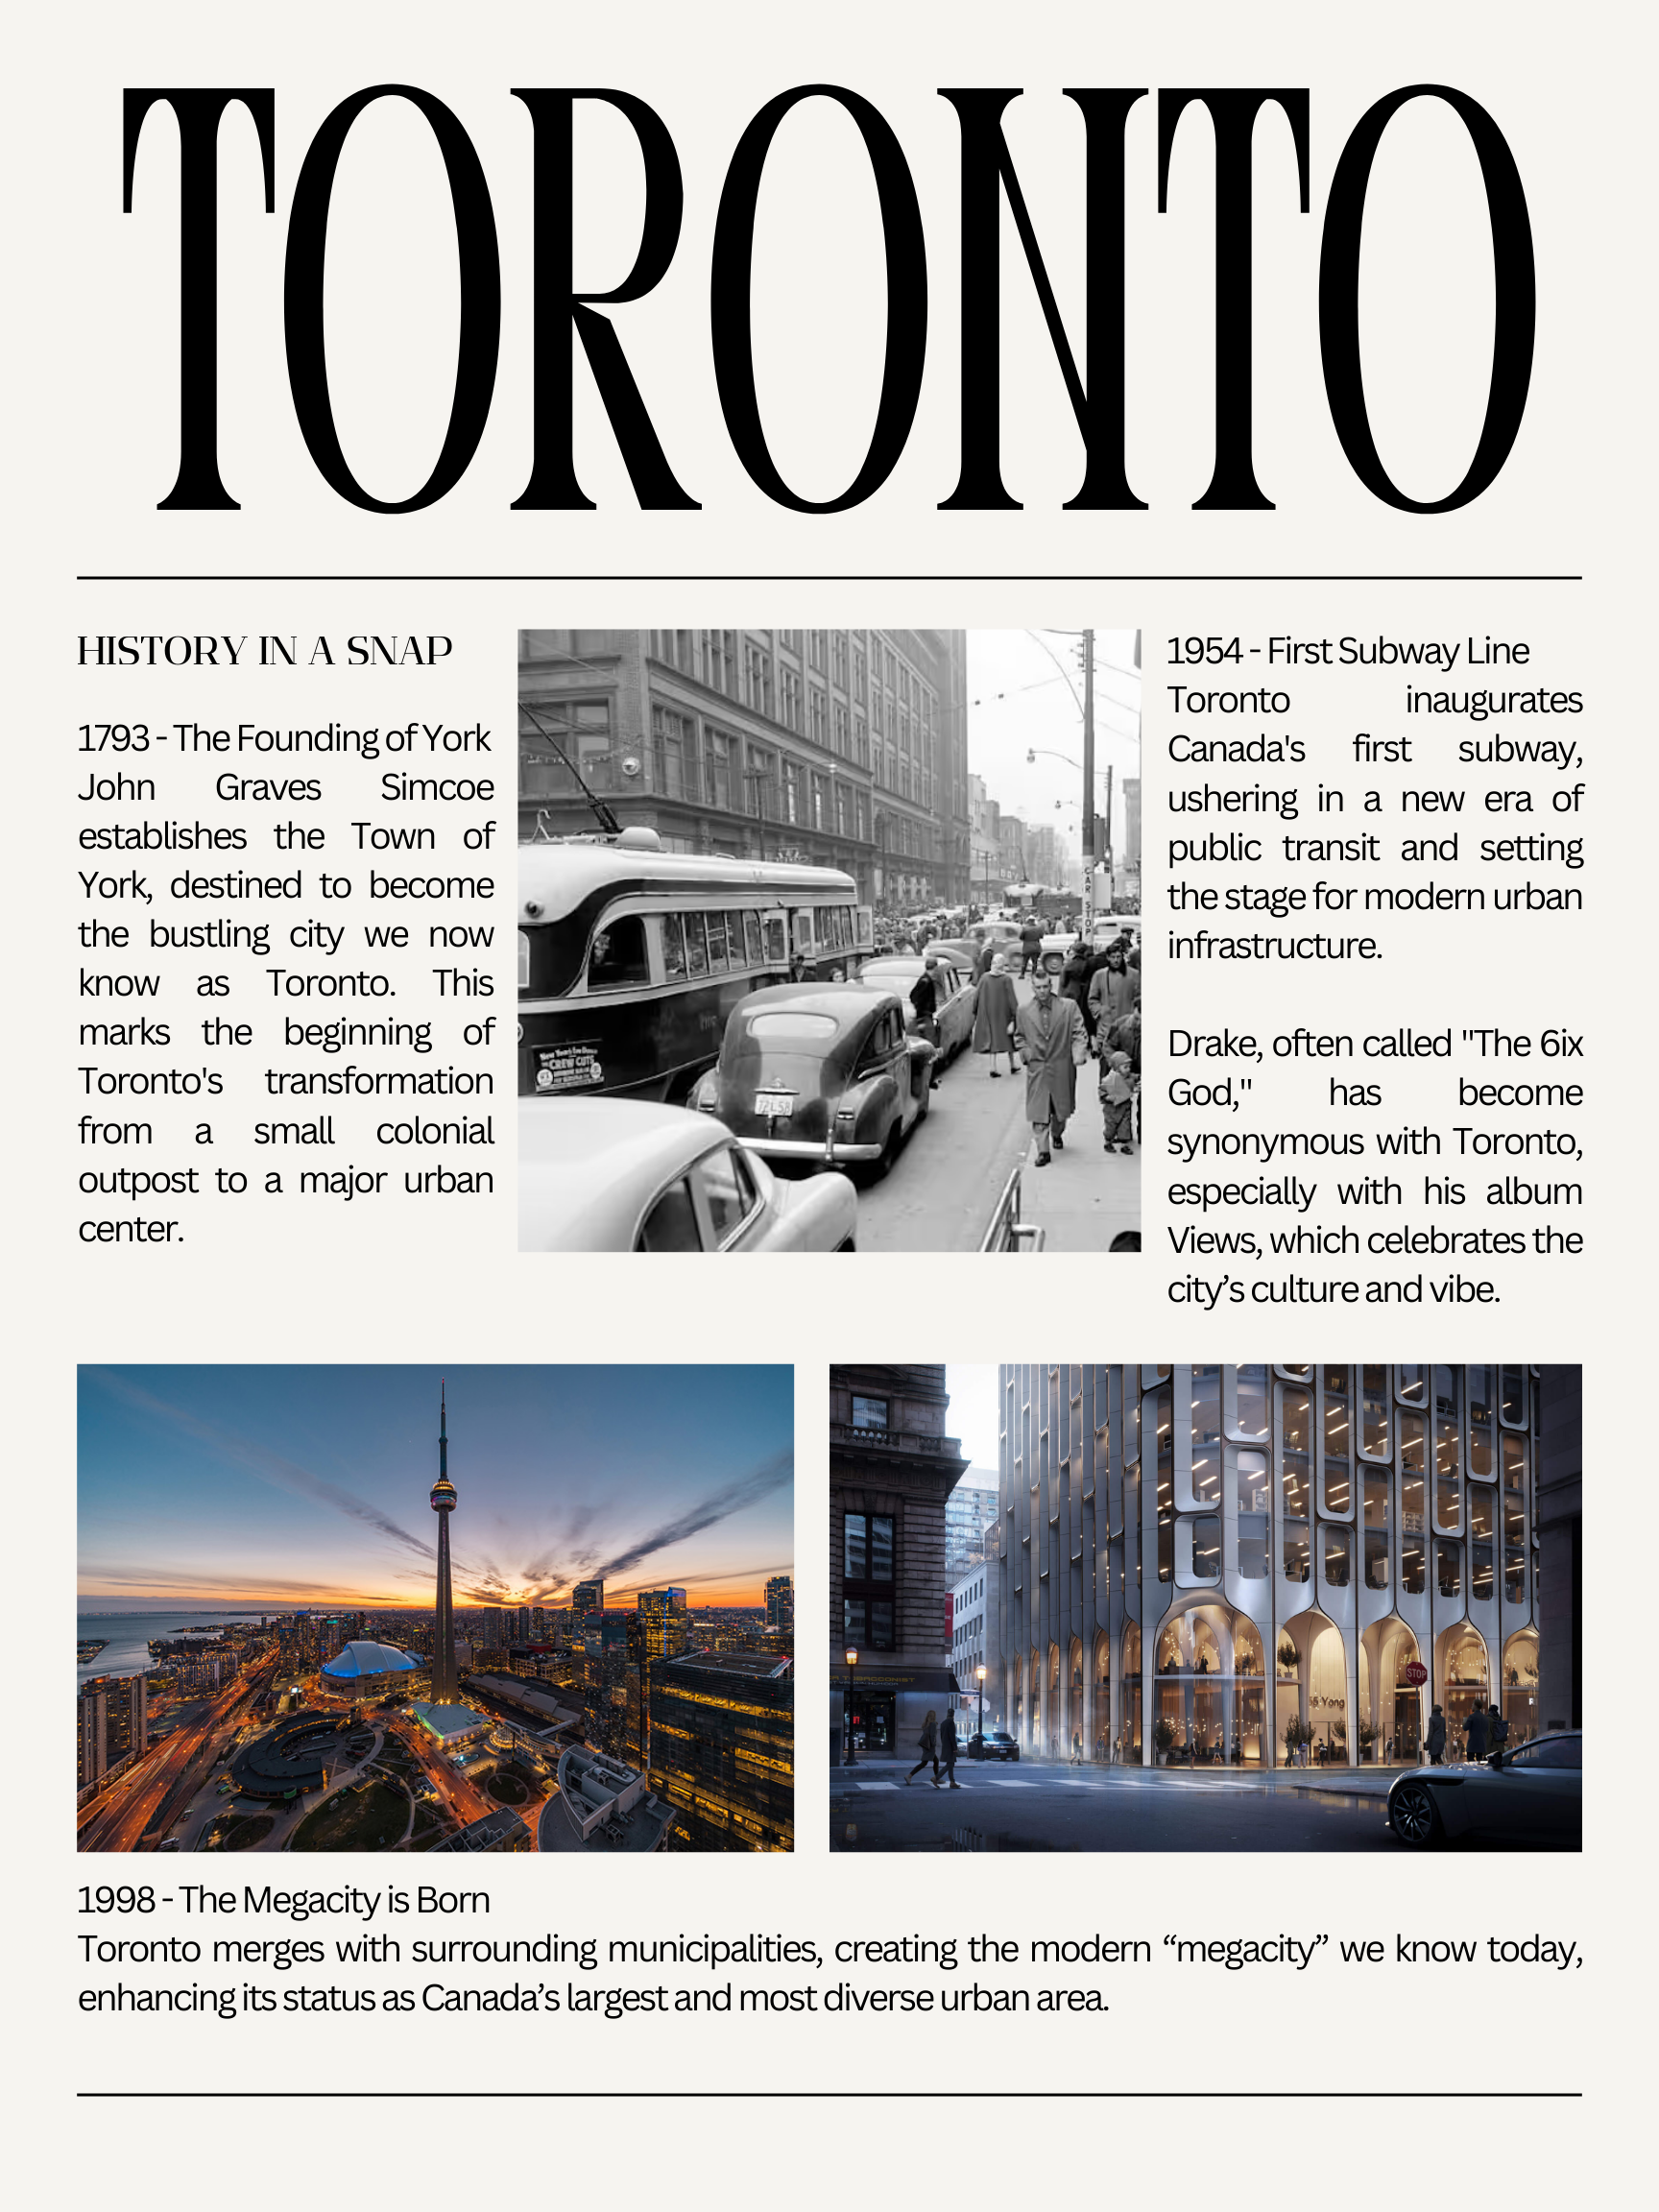 TORONTO
HISTORY IN A SNAP
1793 - The Founding of York
John Graves Simcoe
establishes the Town of
York, destined to become
the bustling city we now
know as Toronto. This
marks the beginning of
Toronto's transformation
from a small colonial
outpost to a major urban
center.
CAR STOP
CREW CUTS
1954 - First Subway Line
Toronto inaugurates
Canada's first subway,
ushering in a new era of
public transit and setting
the stage for modern urban
infrastructure.
Drake, often called "The 6ix
God," has become
synonymous with Toronto,
especially with his album
Views, which celebrates the
city’s culture and vibe.
STOP
Yong
1998 - The Megacity is Born
Toronto merges with surrounding municipalities, creating the modern “megacity” we know today,
enhancing its status as Canada’s largest and most diverse urban area.